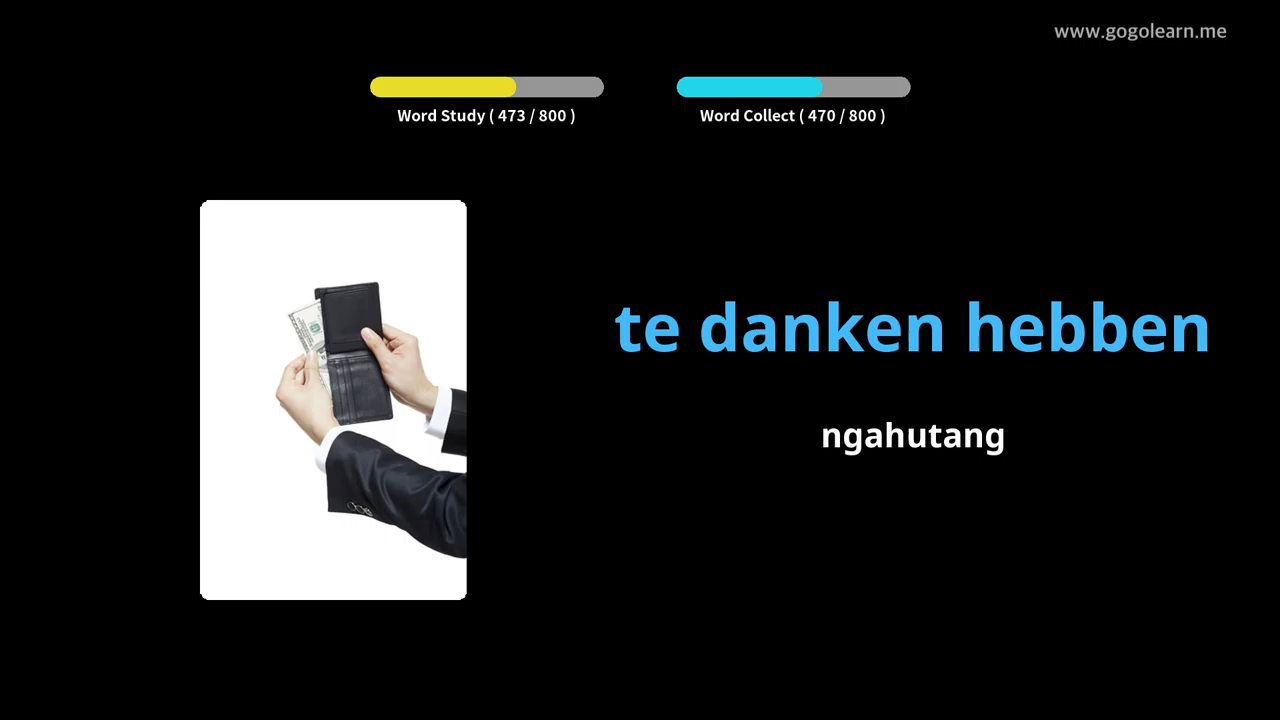 www.gogolearn.me
Word Study ( 473 / 800 )
Word Collect ( 470 / 800 )
te danken hebben
ngahutang